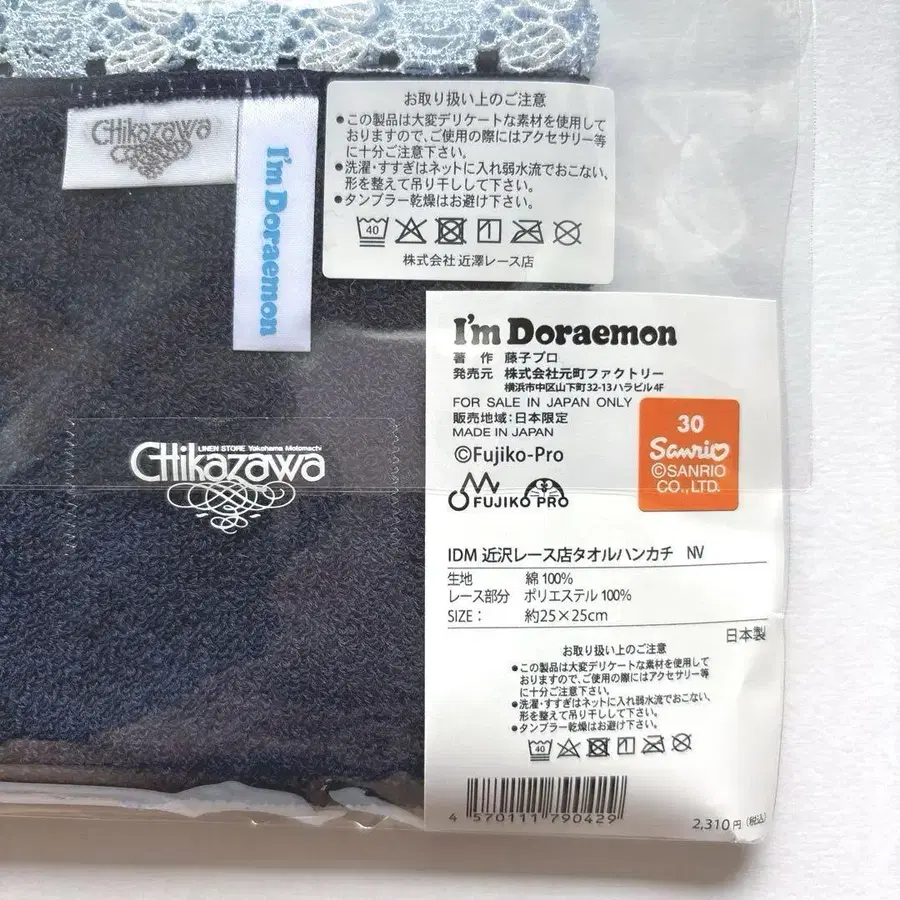 CHikazawa
I'm Doraemon
お取り扱い上のご注意
●この製品は大変デリケートな素材を使用して
おりますので、ご使用の際にはアクセサリー等
に十分ご注意下さい。
●洗濯・すすぎはネットに入れ弱水流でおこない、
形を整えて吊り干しして下さい。
●タンブラー乾燥はお避け下さい。
40
株式会社 近澤レース店
LINEN STORE Yokohama Motomachi
CHikazawa
I'm Doraemon
著 作 藤子プロ
発売元 株式会社元町ファクトリー
横浜市中区山下町32-13ハラビル4F
FOR SALE IN JAPAN ONLY
販売地域:日本限定
MADE IN JAPAN
©Fujiko-Pro
FUJIKO PRO
30
Sanrio
©SANRIO
CO.,LTD.
IDM 近沢レース店タオルハンカチ NV
生地 綿100%
レース部分 ポリエステル100%
SIZE: 約25×25cm
日本製
お取り扱い上のご注意
●この製品は大変デリケートな素材を使用して
おりますので、ご使用の際にはアクセサリー等
に十分ご注意下さい。
●洗濯・すすぎはネットに入れ弱水流でおこない、
形を整えて吊り干しして下さい。
●タンブラー乾燥はお避け下さい。
40
4 570111 790429
2,310円(税込)